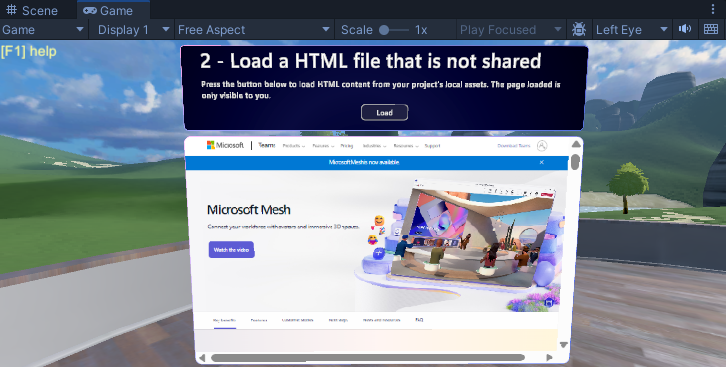 Scene Game
Game Display 1 Free Aspect Scale 1x Play Focused Left Eye
[F1] help
2 - Load a HTML file that is not shared
Press the button below to load HTML content from your project's local assets. The page loaded is
only visible to you.
Load
Microsoft Teams Products Features Pricing Industries Resources Support Download Teams
Microsoft Mesh is now available.
Microsoft Mesh
Connect your workforce with avatars and immersive 3D spaces.
Watch the video
Key benefits Features Customer Stories Next steps News and resources FAQ